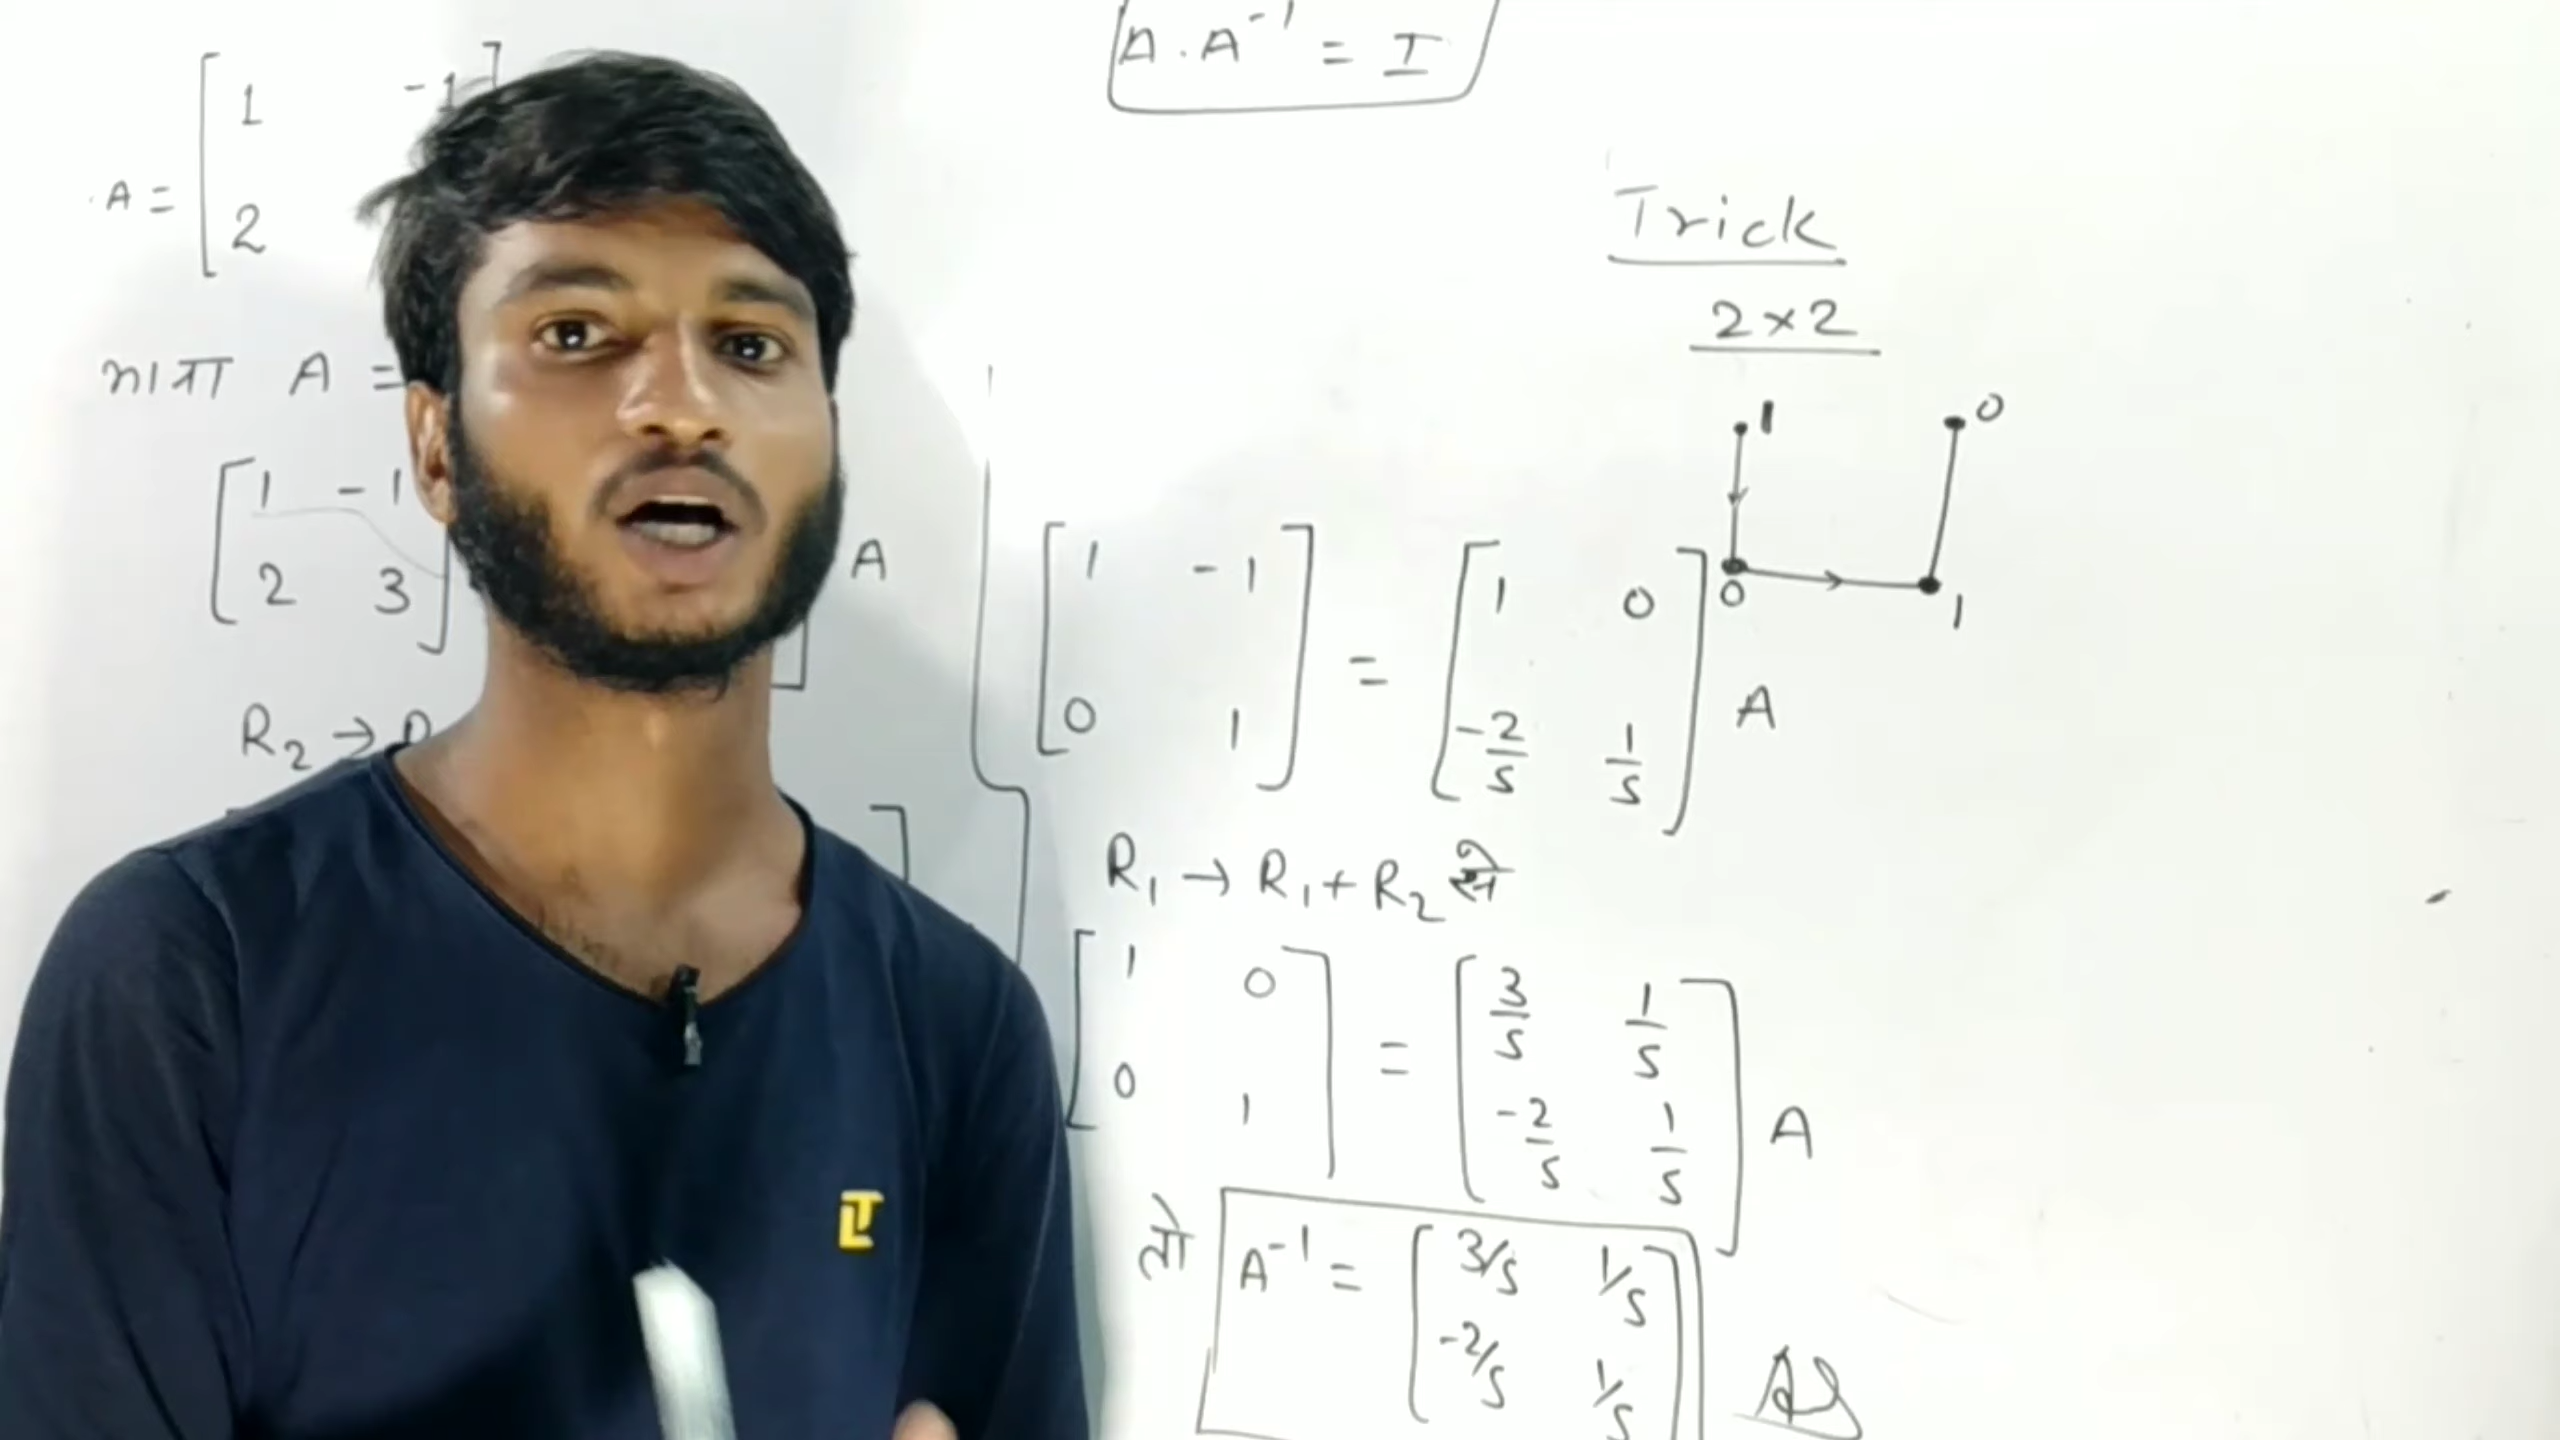 A . A⁻¹ = I
A = [ 1 -1
2
माना A =
[ 1 -1
2 3 ] A
R₂ →
Trick
2×2
1 0
0 1
[ 1 -1 ] = [ 1 0 ] A
[ 0 1 ] [ -2/5 1/5 ]
R₁ → R₁ + R₂ से
[ 1 0 ] = [ 3/5 1/5 ] A
[ 0 1 ] [ -2/5 1/5 ]
तो A⁻¹ = [ 3/5 1/5 ]
[ -2/5 1/5 ]
LT